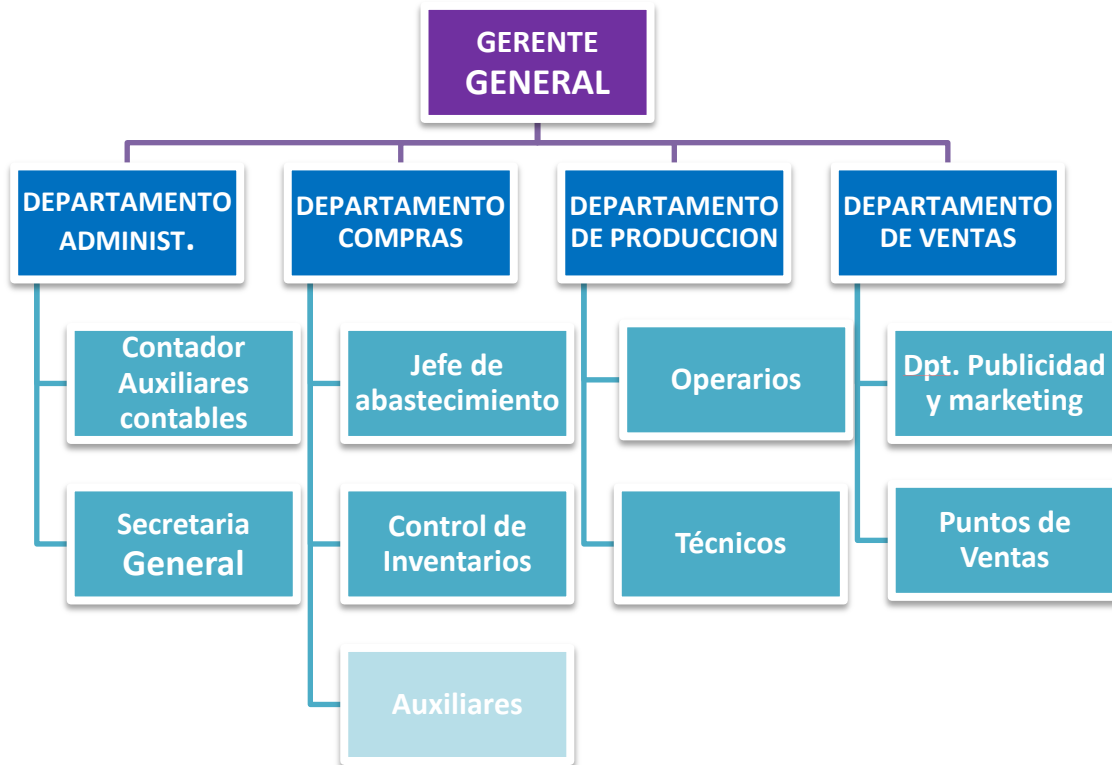 GERENTE
GENERAL
DEPARTAMENTO
ADMINIST.
DEPARTAMENTO
COMPRAS
DEPARTAMENTO
DE PRODUCCION
DEPARTAMENTO
DE VENTAS
Contador
Auxiliares
contables
Jefe de
abastecimiento
Operarios
Dpt. Publicidad
y marketing
Secretaria
General
Control de
Inventarios
Técnicos
Puntos de
Ventas
Auxiliares